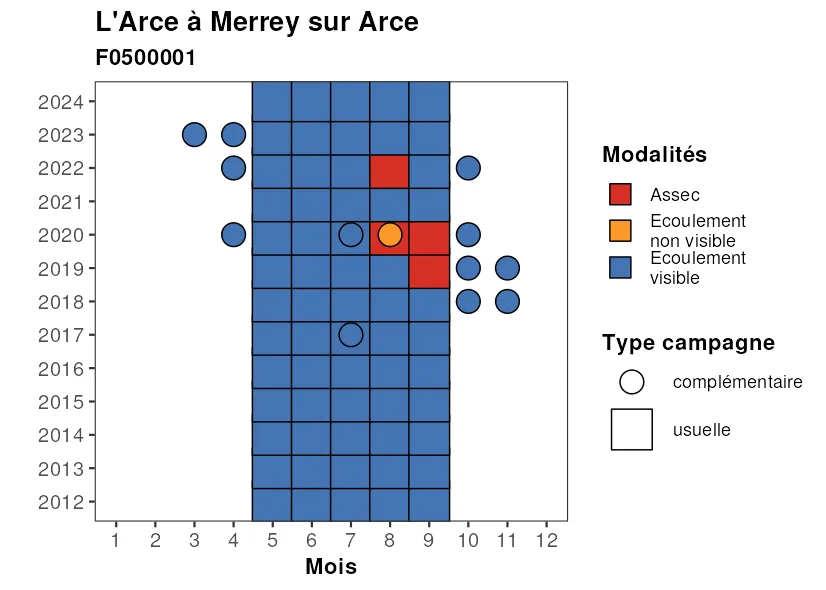 L'Arce à Merrey sur Arce
F0500001
2024
2023
2022
2021
2020
2019
2018
2017
2016
2015
2014
2013
2012
1 2 3 4 5 6 7 8 9 10 11 12
Mois
Modalités
Assec
Ecoulement
non visible
Ecoulement
visible
Type campagne
complémentaire
usuelle